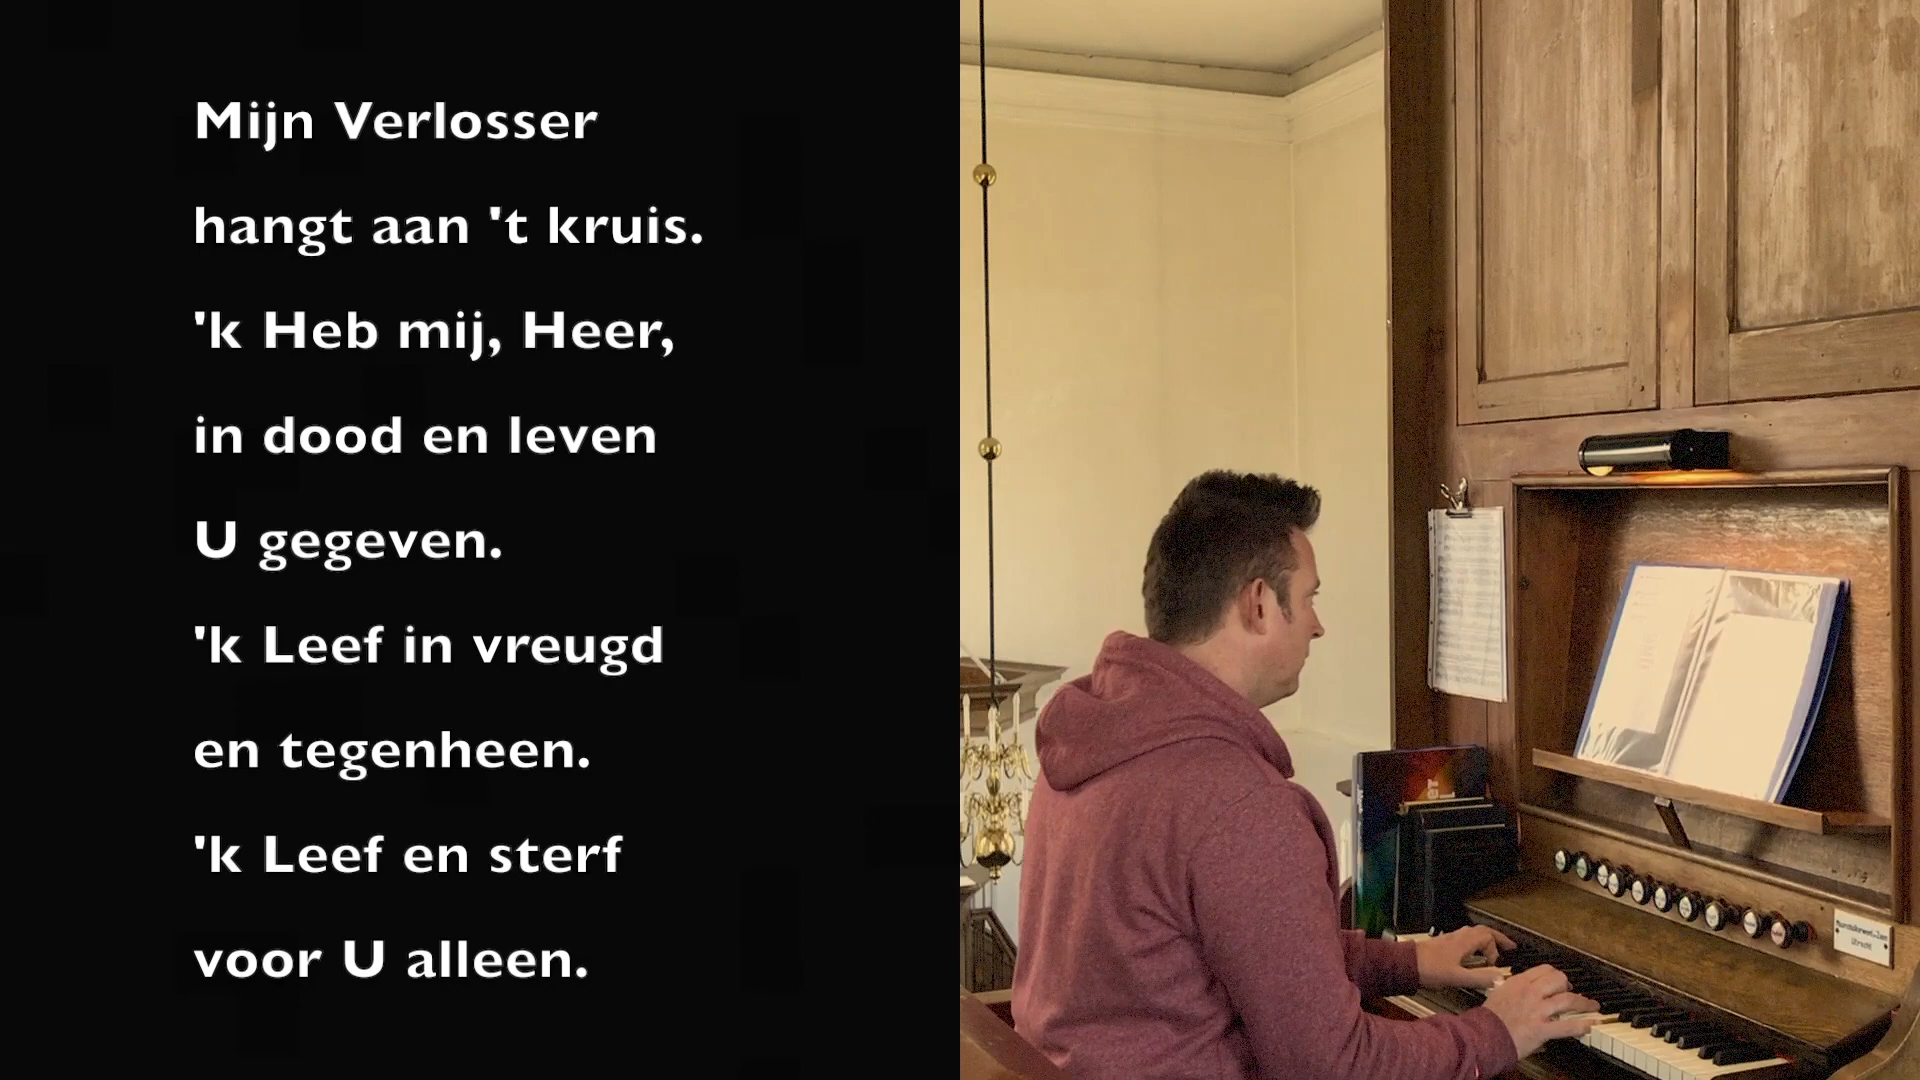 Mijn Verlosser
hangt aan 't kruis.
'k Heb mij, Heer,
in dood en leven
U gegeven.
'k Leef in vreugd
en tegenheen.
'k Leef en sterf
voor U alleen.
Utrecht